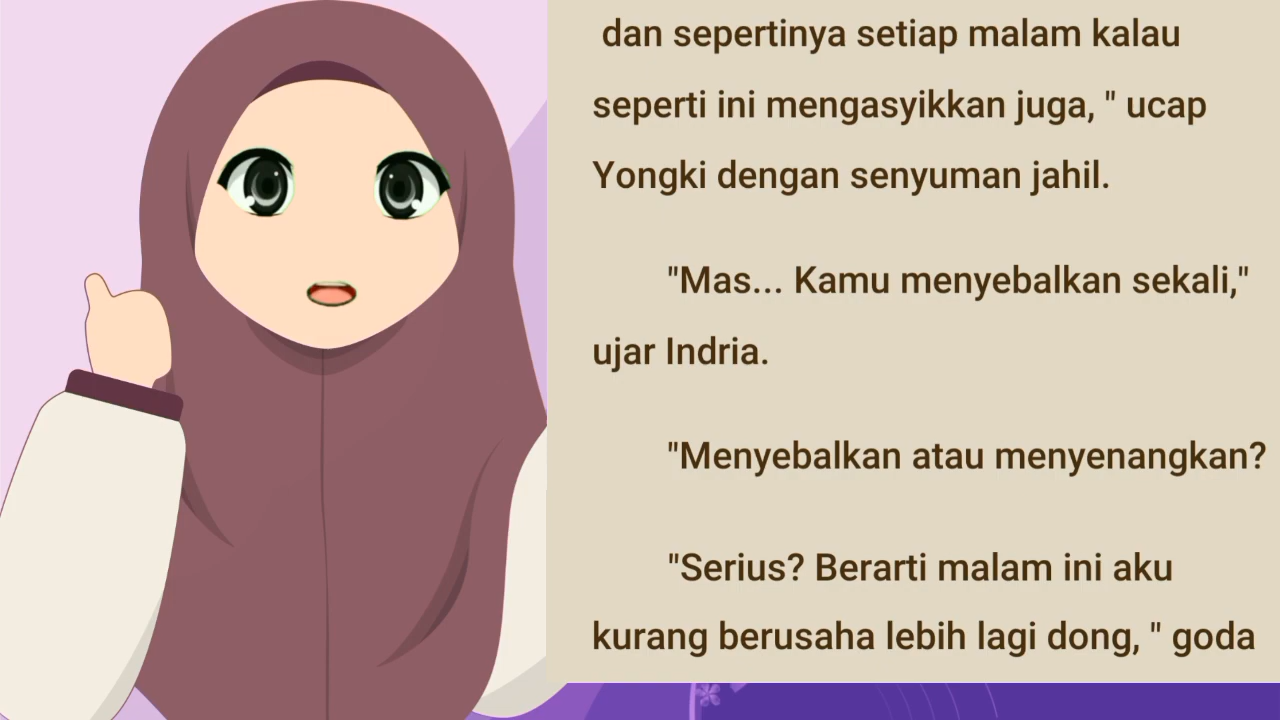 dan sepertinya setiap malam kalau
seperti ini mengasyikkan juga, " ucap
Yongki dengan senyuman jahil.
"Mas... Kamu menyebalkan sekali,"
ujar Indria.
"Menyebalkan atau menyenangkan?
"Serius? Berarti malam ini aku
kurang berusaha lebih lagi dong, " goda